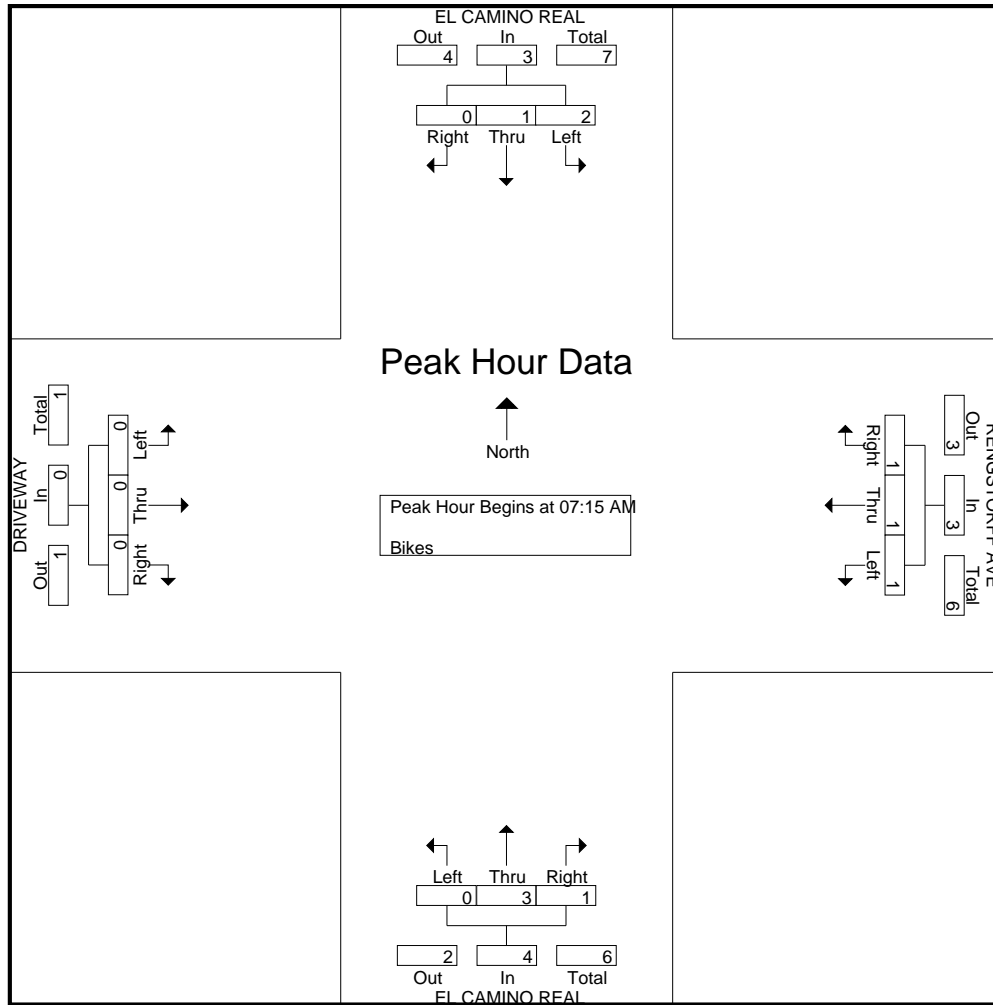 EL CAMINO REAL
Out In Total
4 3 7
0 1 2
Right Thru Left
Peak Hour Data
North
Peak Hour Begins at 07:15 AM
Bikes
DRIVEWAY
Out In Total
1 0 1
0 0 0
Right Thru Left
RENGSTORFF AVE
Out In Total
3 3 6
1 1 1
Right Thru Left
Left Thru Right
0 3 1
2 4 6
Out In Total
EL CAMINO REAL